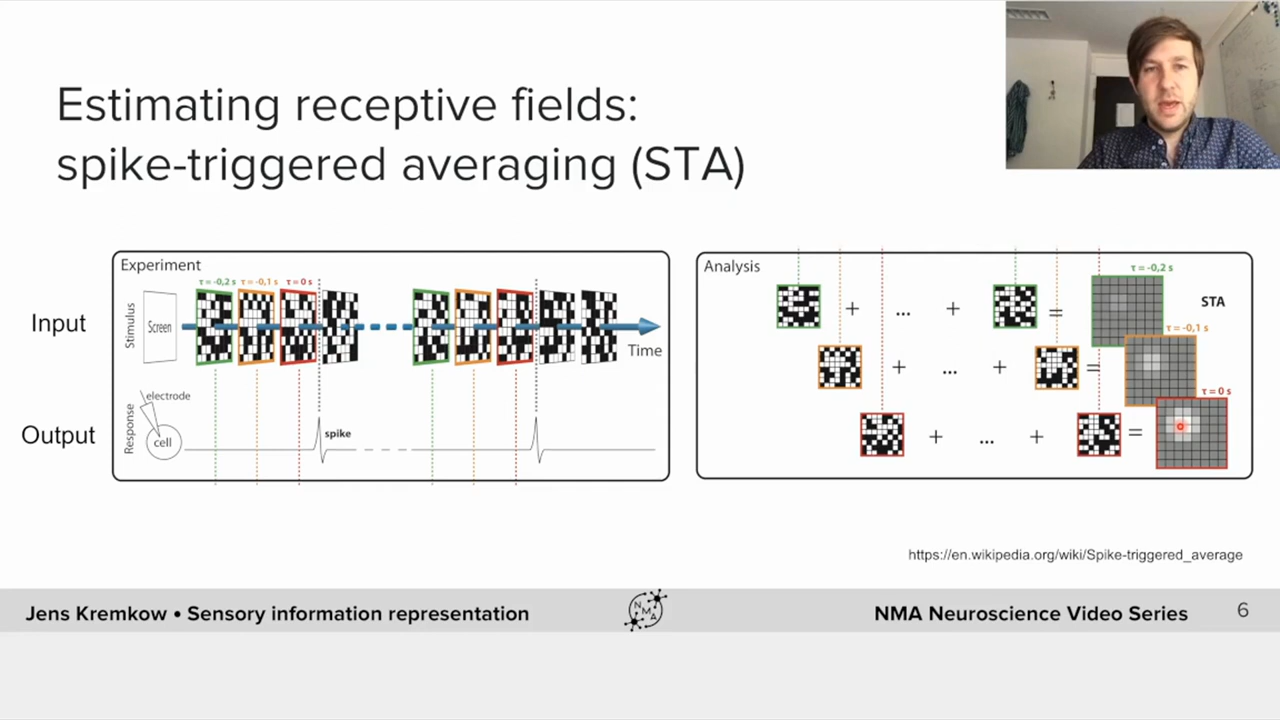 Estimating receptive fields:
spike-triggered averaging (STA)
Experiment
τ = -0,2 s
τ = -0,1 s
τ = 0 s
Input
Stimulus
Screen
Time
Output
Response
electrode
cell
spike
Analysis
+ ... + =
τ = -0,2 s
STA
+ ... + =
τ = -0,1 s
+ ... + =
τ = 0 s
https://en.wikipedia.org/wiki/Spike-triggered_average
Jens Kremkow • Sensory information representation
NMA
NMA Neuroscience Video Series
6